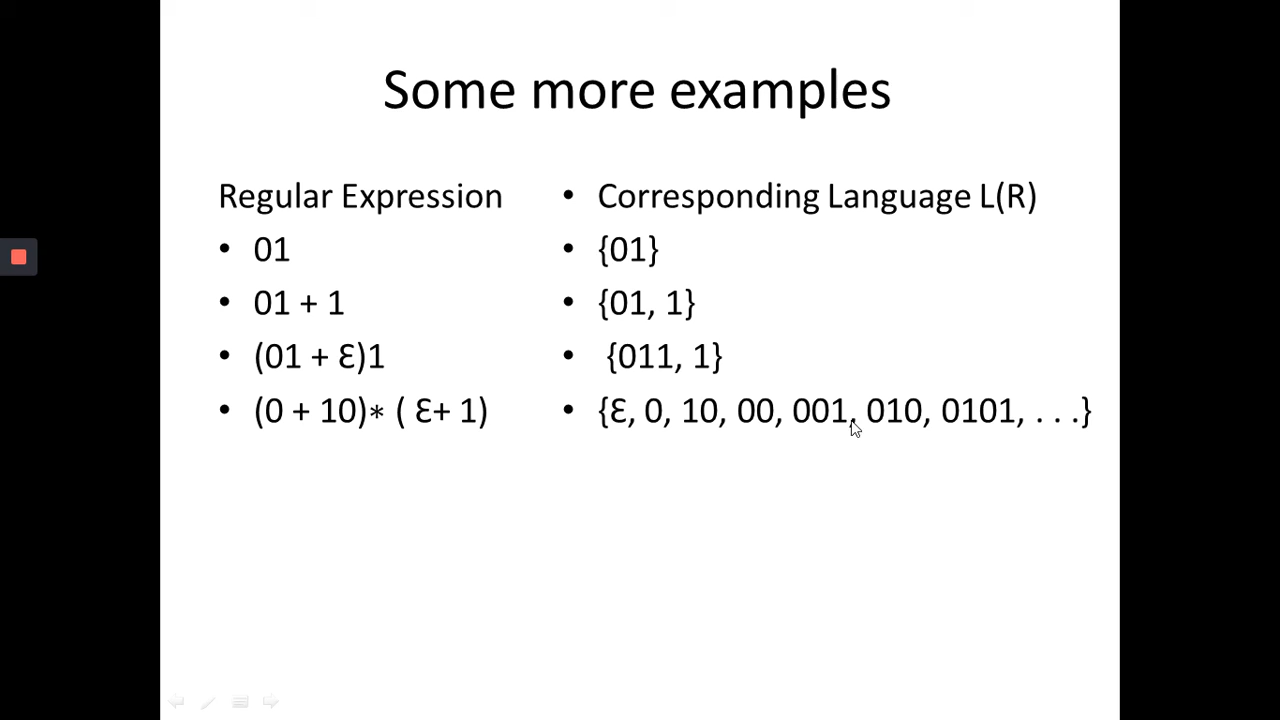 Some more examples
Regular Expression
• 01
• 01 + 1
• (01 + Ɛ)1
• (0 + 10)∗ ( Ɛ+ 1)
• Corresponding Language L(R)
• {01}
• {01, 1}
• {011, 1}
• {Ɛ, 0, 10, 00, 001, 010, 0101, . . .}